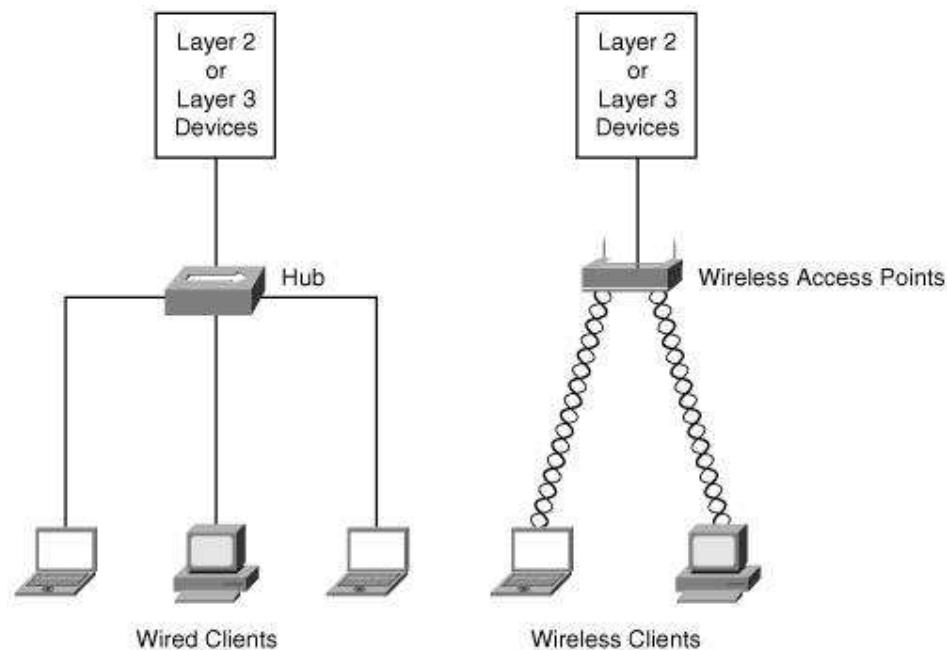 Layer 2
or
Layer 3
Devices
Layer 2
or
Layer 3
Devices
Hub
Wireless Access Points
Wired Clients
Wireless Clients